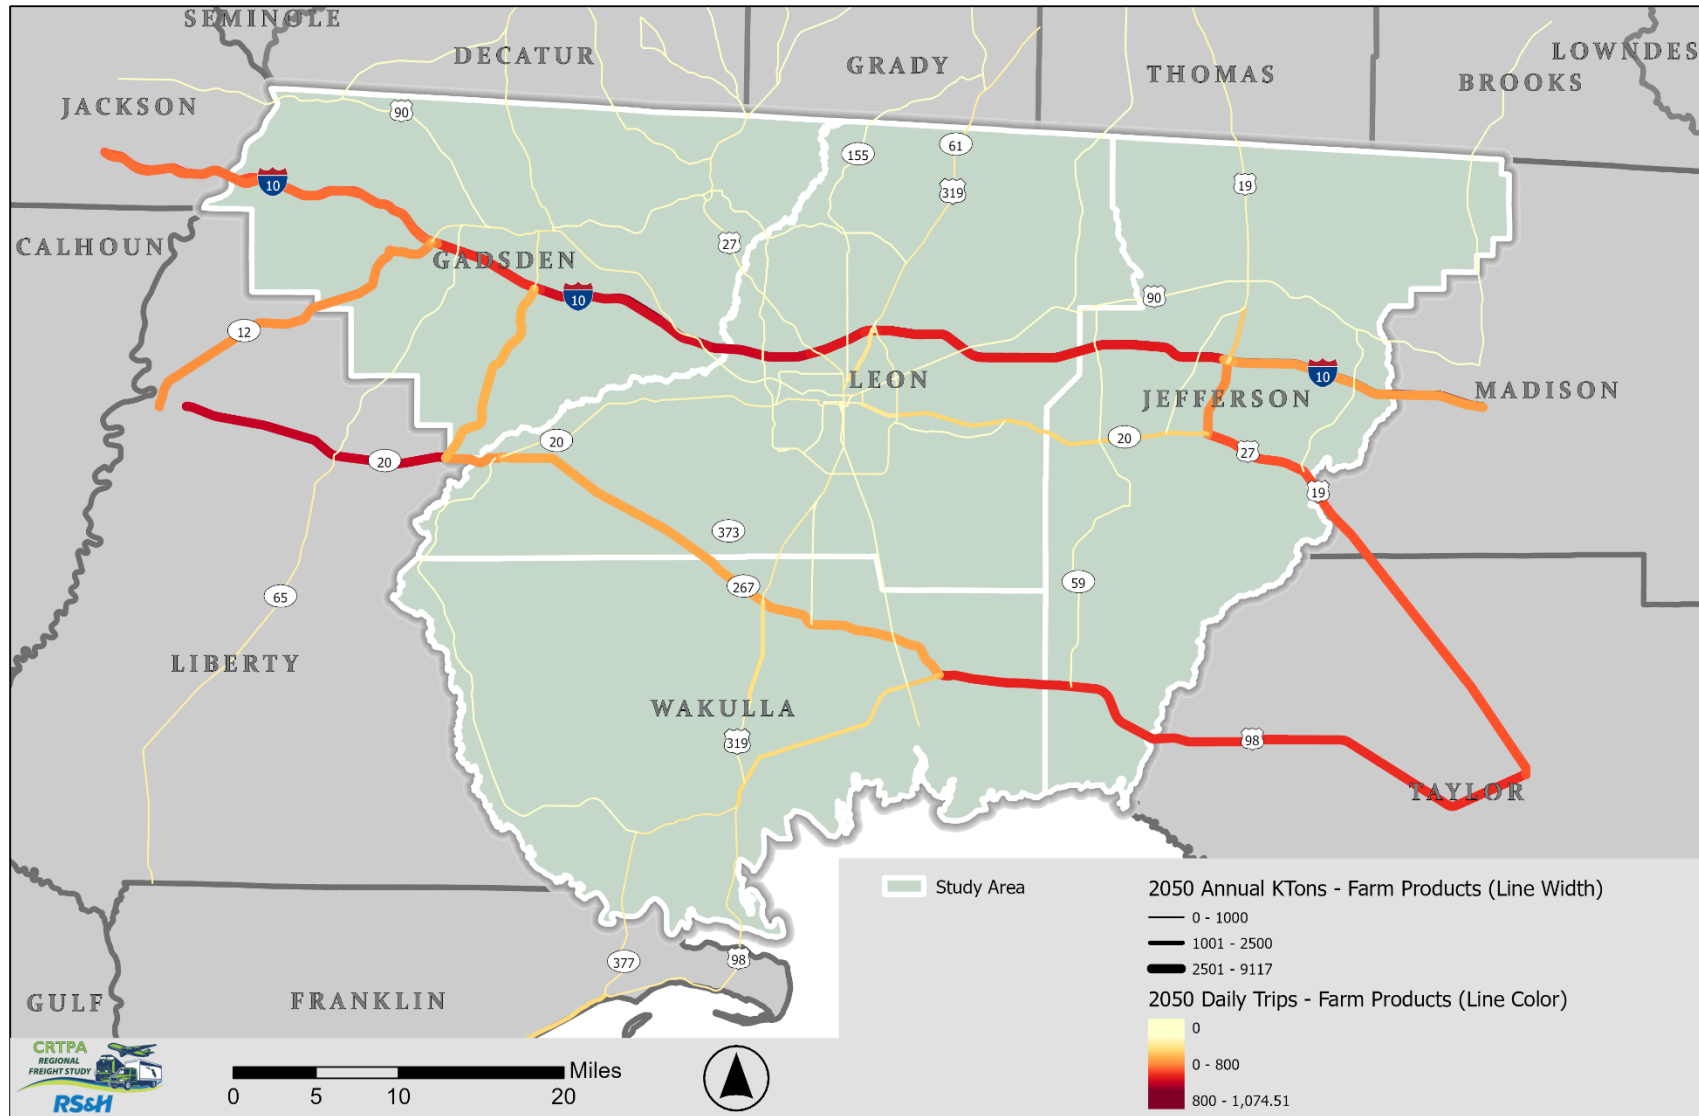 SEMINOLE
DECATUR
GRADY
THOMAS
LOWNDES
BROOKS
JACKSON
90
155
61
10
319
19
CALHOUN
27
GADSDEN
10
90
12
LEON
10
JEFFERSON
MADISON
20
20
20
27
19
373
267
59
65
LIBERTY
WAKULLA
319
98
TAYLOR
Study Area
2050 Annual KTons - Farm Products (Line Width)
0 - 1000
1001 - 2500
2501 - 9117
2050 Daily Trips - Farm Products (Line Color)
0
0 - 800
800 - 1,074.51
377
98
GULF
FRANKLIN
CRTPA
REGIONAL
FREIGHT STUDY
RS&H
Miles
0 5 10 20